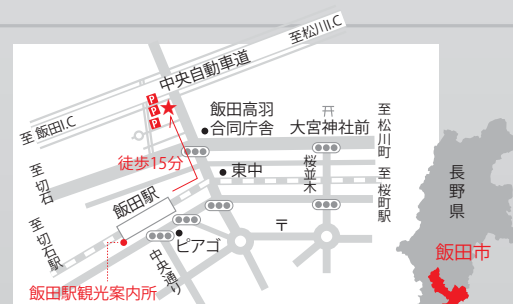 至松川I.C
中央自動車道
至飯田I.C
P
P
P
飯田高羽
合同庁舎
大宮神社前
至松川町
至切石
徒歩15分
東中
桜並木
至桜町駅
飯田駅
至切石駅
〒
ピアゴ
中央通り
飯田駅観光案内所
長野県
飯田市